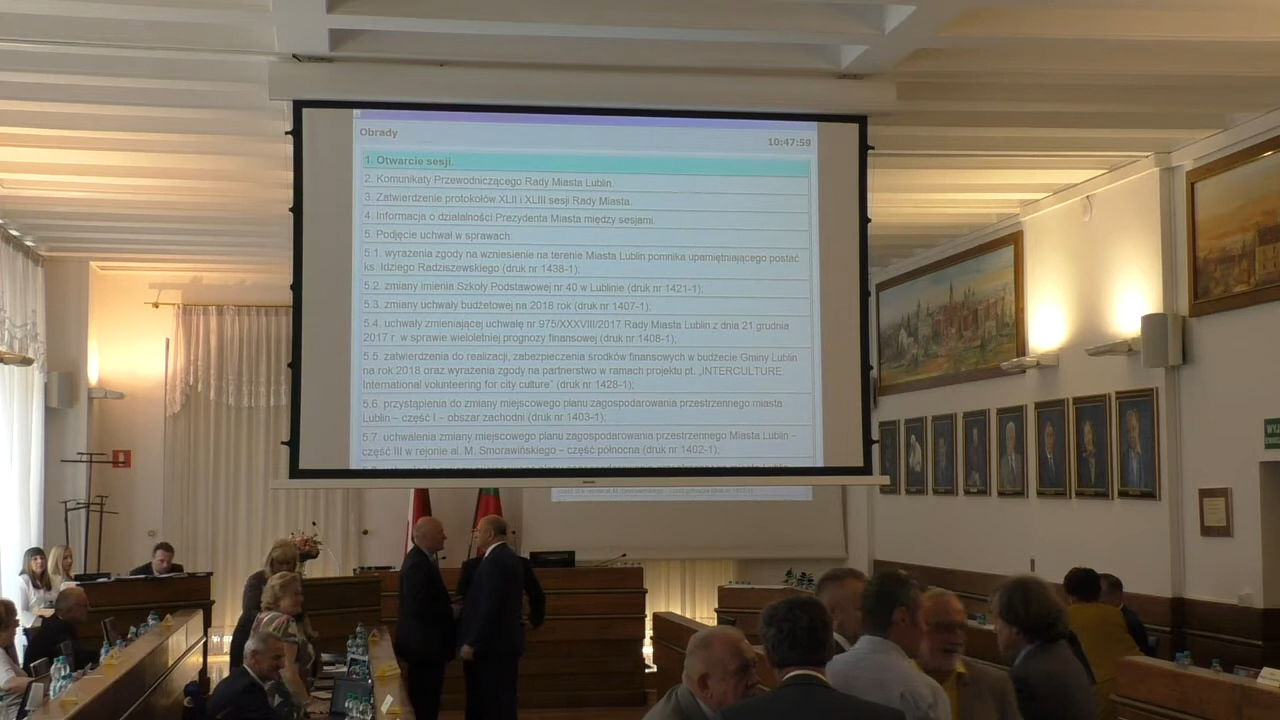 Obrady
10:47:59
1. Otwarcie sesji.
2. Komunikaty Przewodniczącego Rady Miasta Lublin.
3. Zatwierdzenie protokołów XLII i XLIII sesji Rady Miasta.
4. Informacja o działalności Prezydenta Miasta między sesjami.
5. Podjęcie uchwał w sprawach:
5.1. wyrażenia zgody na wzniesienie na terenie Miasta Lublin pomnika upamiętniającego postać
ks. Idziego Radziszewskiego (druk nr 1438-1);
5.2. zmiany imienia Szkoły Podstawowej nr 40 w Lublinie (druk nr 1421-1);
5.3. zmiany uchwały budżetowej na 2018 rok (druk nr 1407-1);
5.4. uchwały zmieniającej uchwałę nr 975/XXXVIII/2017 Rady Miasta Lublin z dnia 21 grudnia
2017 r. w sprawie wieloletniej prognozy finansowej (druk nr 1408-1);
5.5. zatwierdzenia do realizacji, zabezpieczenia środków finansowych w budżecie Gminy Lublin
na rok 2018 oraz wyrażenia zgody na partnerstwo w ramach projektu pt. „INTERCULTURE:
International volunteering for city culture” (druk nr 1428-1);
5.6. przystąpienia do zmiany miejscowego planu zagospodarowania przestrzennego miasta
Lublin – część I – obszar zachodni (druk nr 1403-1);
5.7. uchwalenia zmiany miejscowego planu zagospodarowania przestrzennego Miasta Lublin –
część III w rejonie al. M. Smorawińskiego – część północna (druk nr 1402-1);